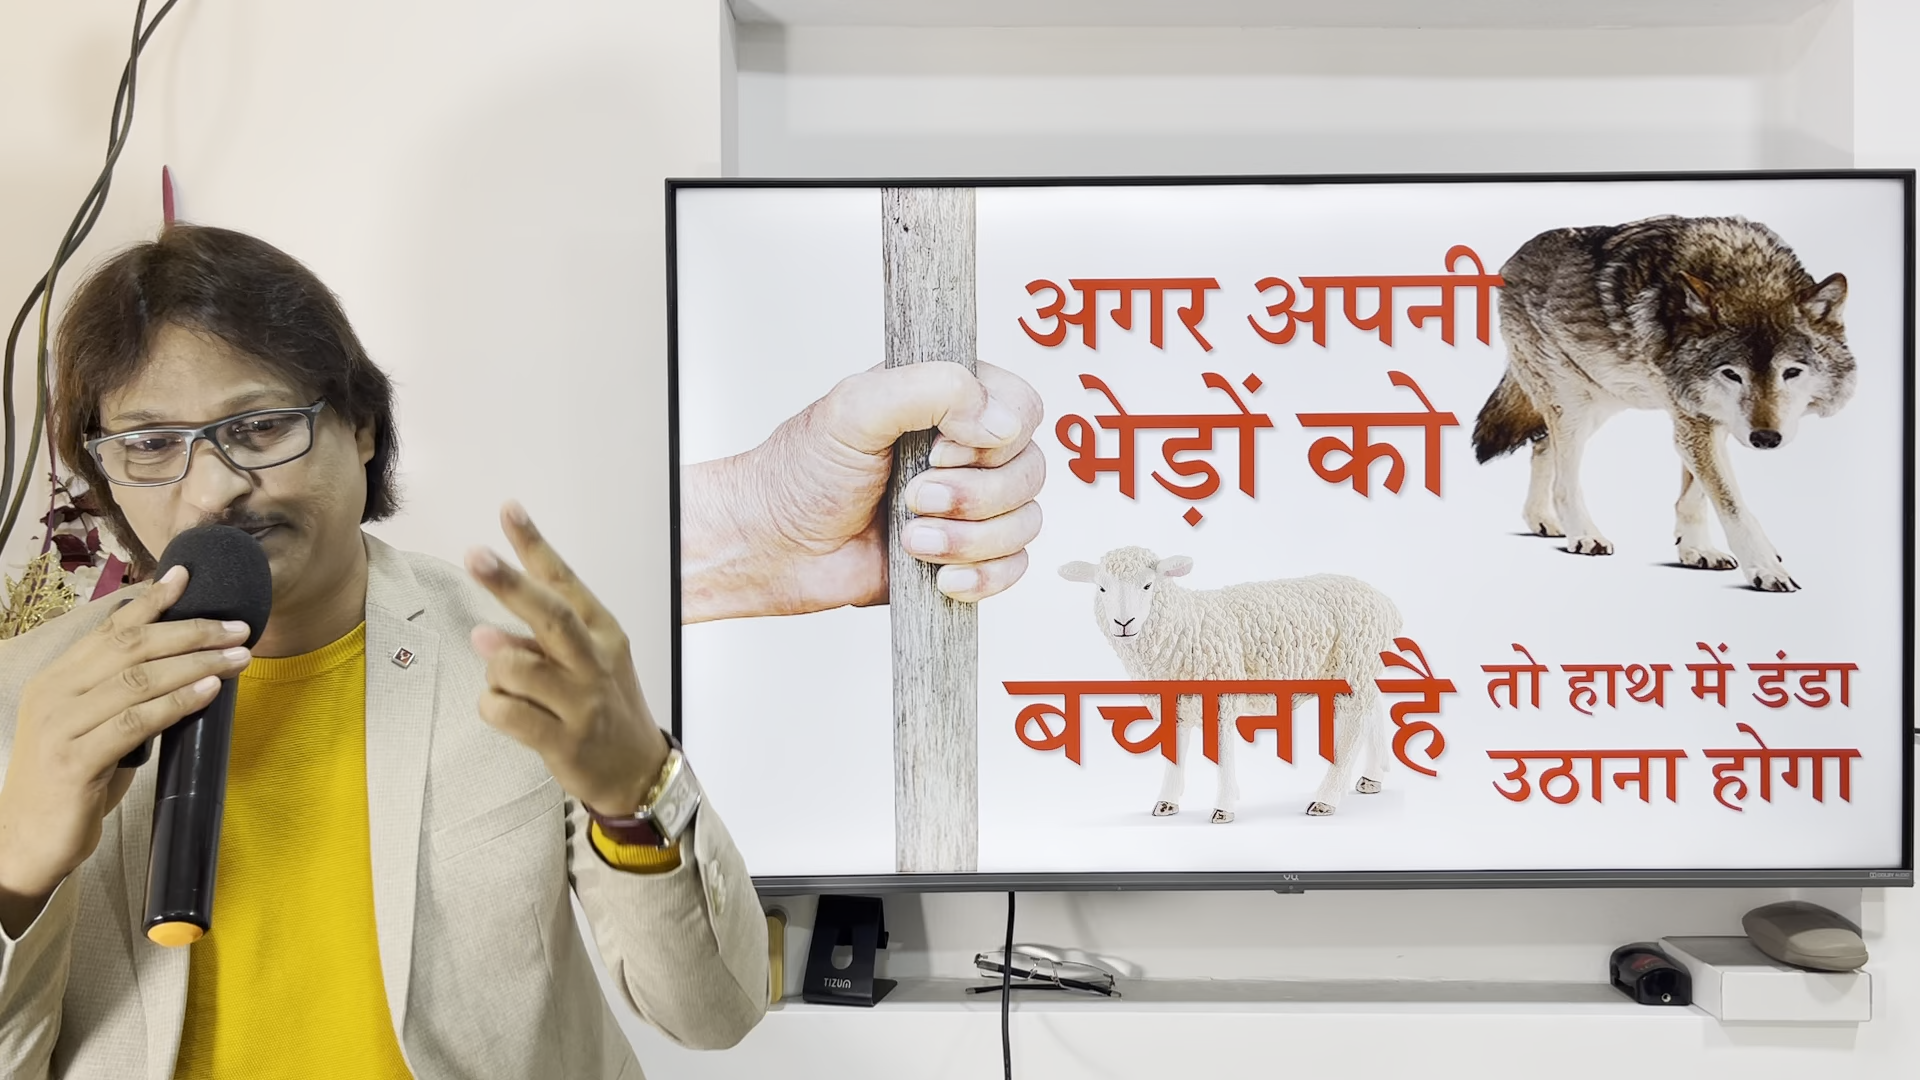 अगर अपनी
भेड़ों को
बचाना है
तो हाथ में डंडा
उठाना होगा
TIZUM